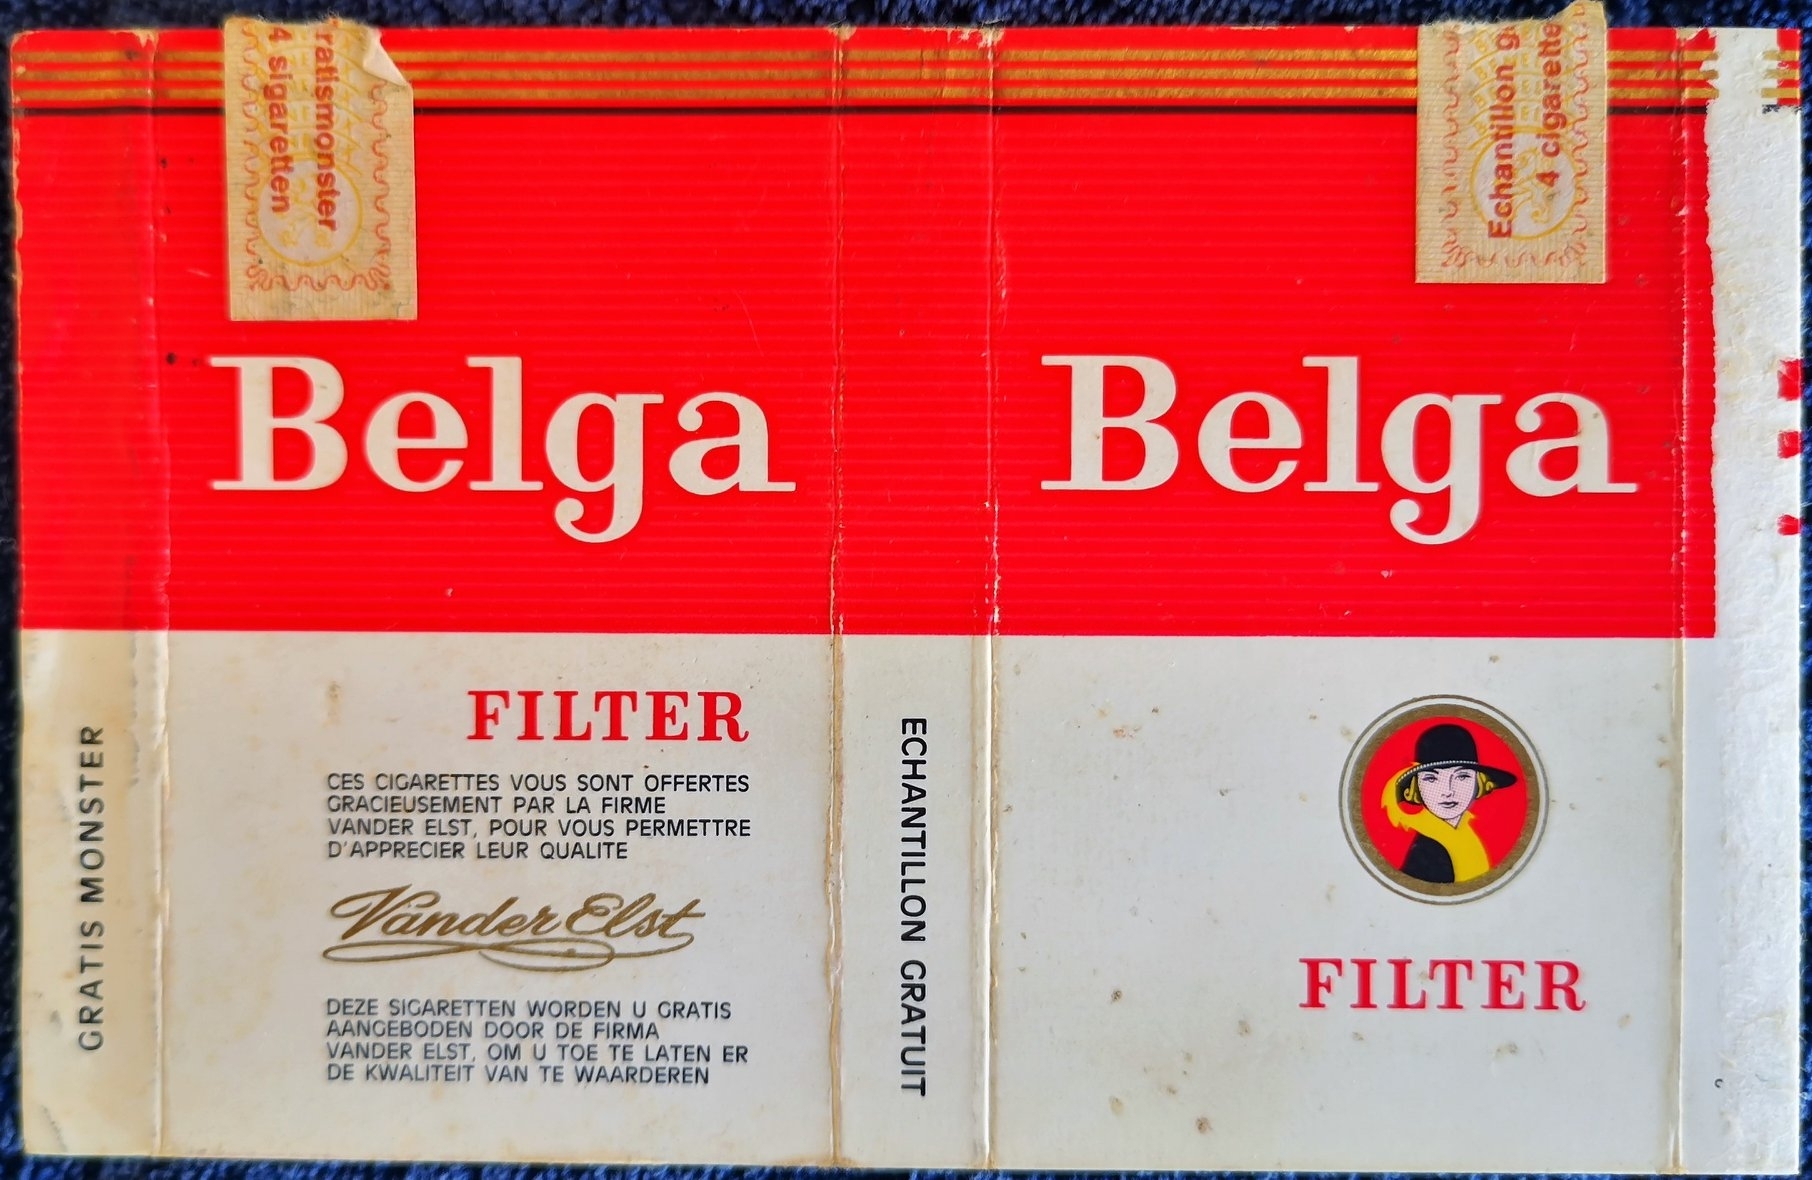 ratismonster
4 sigaretten
Echantillon
4 cigarette
Belga
Belga
FILTER
CES CIGARETTES VOUS SONT OFFERTES
GRACIEUSEMENT PAR LA FIRME
VANDER ELST, POUR VOUS PERMETTRE
D'APPRECIER LEUR QUALITE
Vander Elst
DEZE SIGARETTEN WORDEN U GRATIS
AANGEBODEN DOOR DE FIRMA
VANDER ELST, OM U TOE TE LATEN ER
DE KWALITEIT VAN TE WAARDEREN
GRATIS MONSTER
ECHANTILLON GRATUIT
FILTER